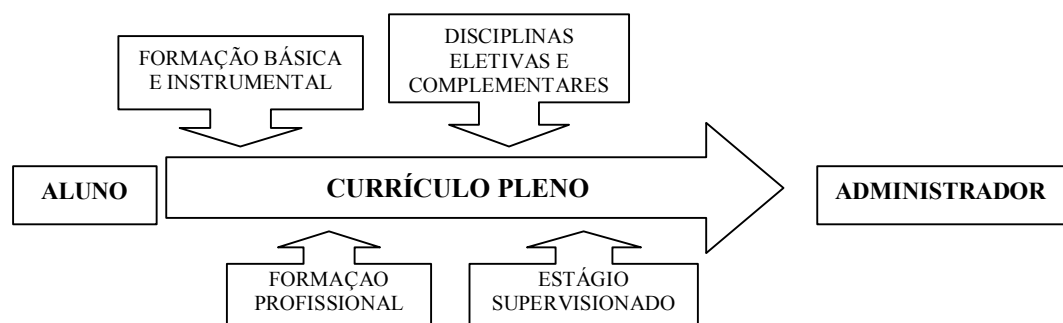 FORMAÇÃO BÁSICA
E INSTRUMENTAL
DISCIPLINAS
ELETIVAS E
COMPLEMENTARES
ALUNO
CURRÍCULO PLENO
ADMINISTRADOR
FORMAÇAO
PROFISSIONAL
ESTÁGIO
SUPERVISIONADO